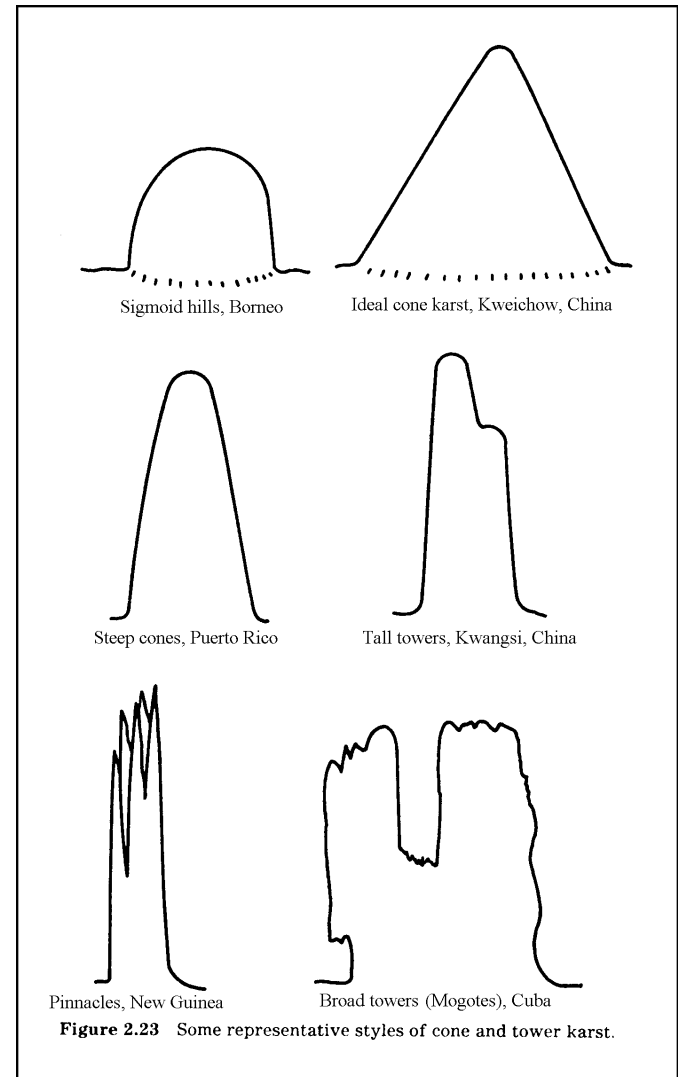 Sigmoid hills, Borneo
Ideal cone karst, Kweichow, China
Steep cones, Puerto Rico
Tall towers, Kwangsi, China
Pinnacles, New Guinea
Broad towers (Mogotes), Cuba
Figure 2.23 Some representative styles of cone and tower karst.